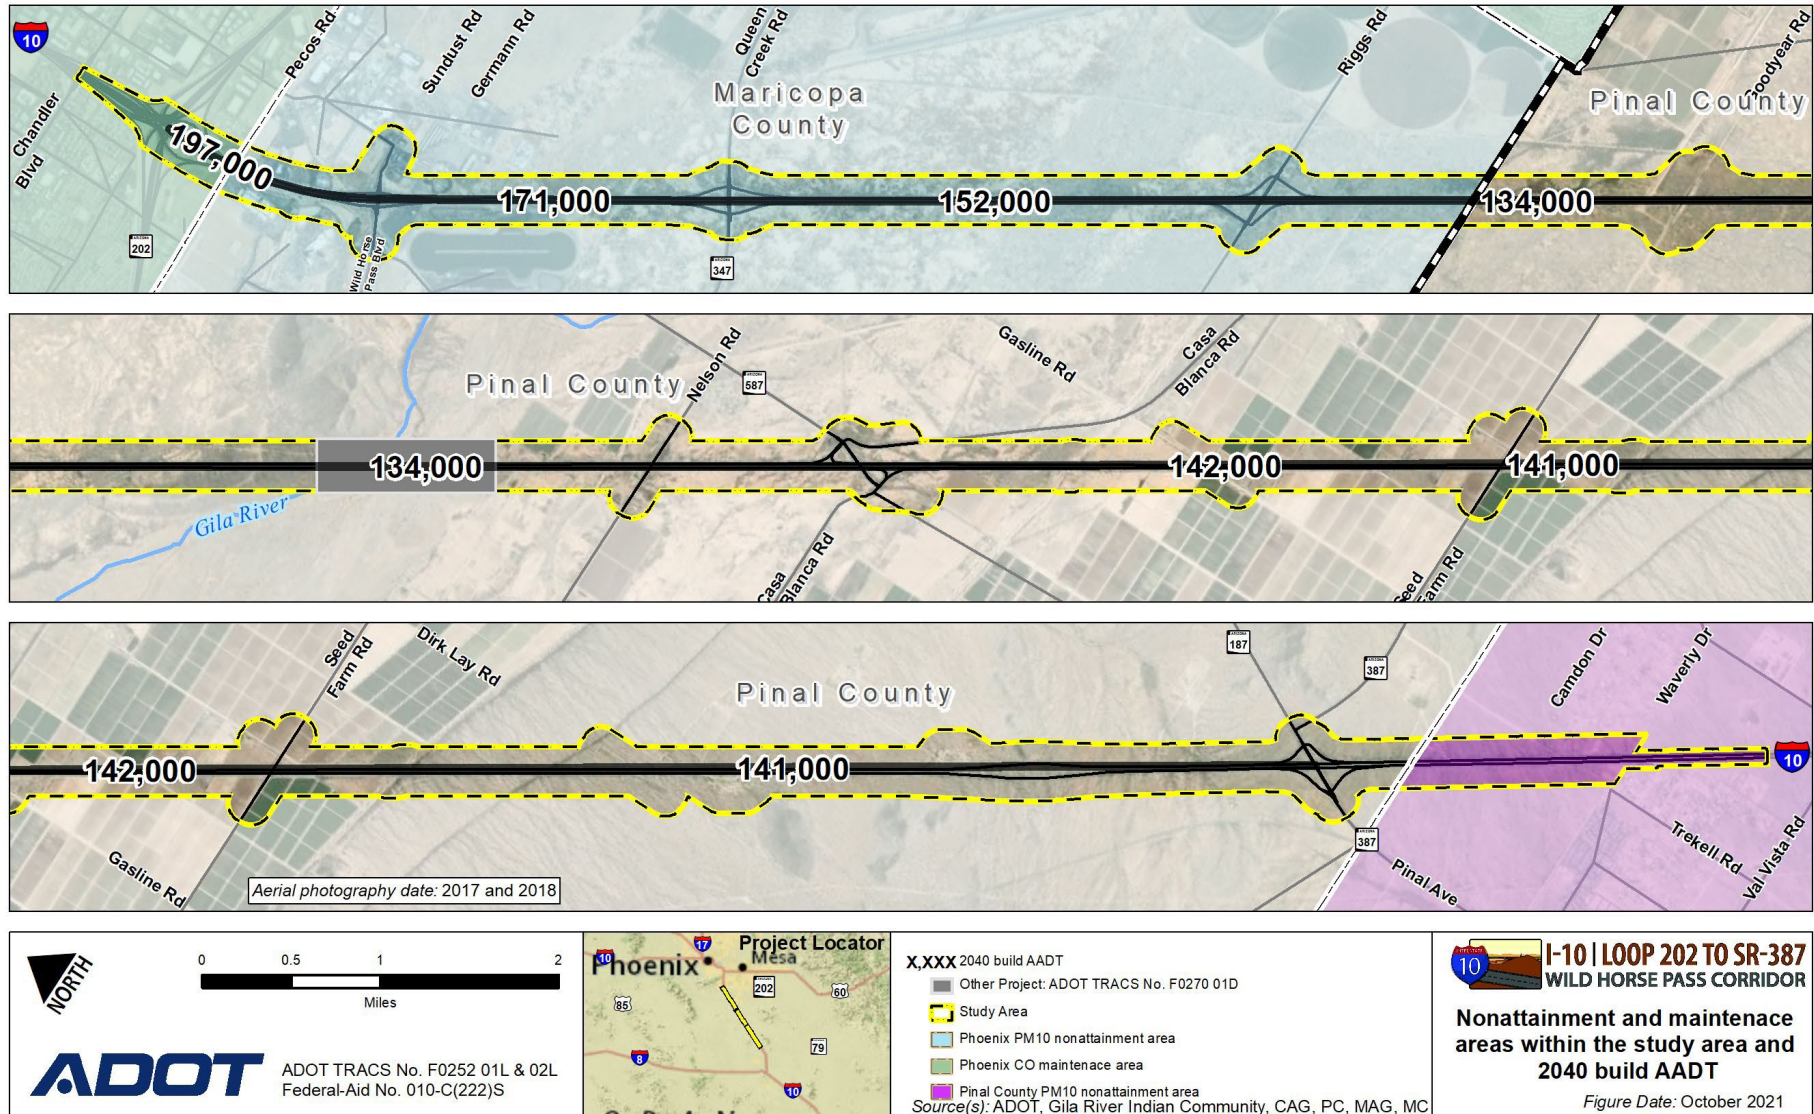 10
Chandler
Blvd
202
Pecos Rd
Sundust Rd
Germann Rd
Queen
Creek Rd
Riggs Rd
Goodyear Rd
Maricopa
County
Pinal County
197,000
171,000
152,000
134,000
Wild Horse
Pass Blvd
ARIZONA
347
Pinal County
Nelson Rd
ARIZONA
587
Gasline Rd
Casa
Blanca Rd
134,000
142,000
141,000
Gila River
Casa
Blanca Rd
Seed
Farm Rd
Seed
Farm Rd
Dirk Lay Rd
Pinal County
187
387
Camdon Dr
Waverly Dr
142,000
141,000
10
Gasline Rd
387
Pinal Ave
Trekell Rd
Val Vista Rd
Aerial photography date: 2017 and 2018
NORTH
0 0.5 1 2
Miles
ADOT
ADOT TRACS No. F0252 01L & 02L
Federal-Aid No. 010-C(222)S
Project Locator
17
10
Phoenix
Mesa
202
60
85
79
8
10
X,XXX 2040 build AADT
Other Project: ADOT TRACS No. F0270 01D
Study Area
Phoenix PM10 nonattainment area
Phoenix CO maintenace area
Pinal County PM10 nonattainment area
Source(s): ADOT, Gila River Indian Community, CAG, PC, MAG, MC
10
I-10 | LOOP 202 TO SR-387
WILD HORSE PASS CORRIDOR
Nonattainment and maintenace
areas within the study area and
2040 build AADT
Figure Date: October 2021